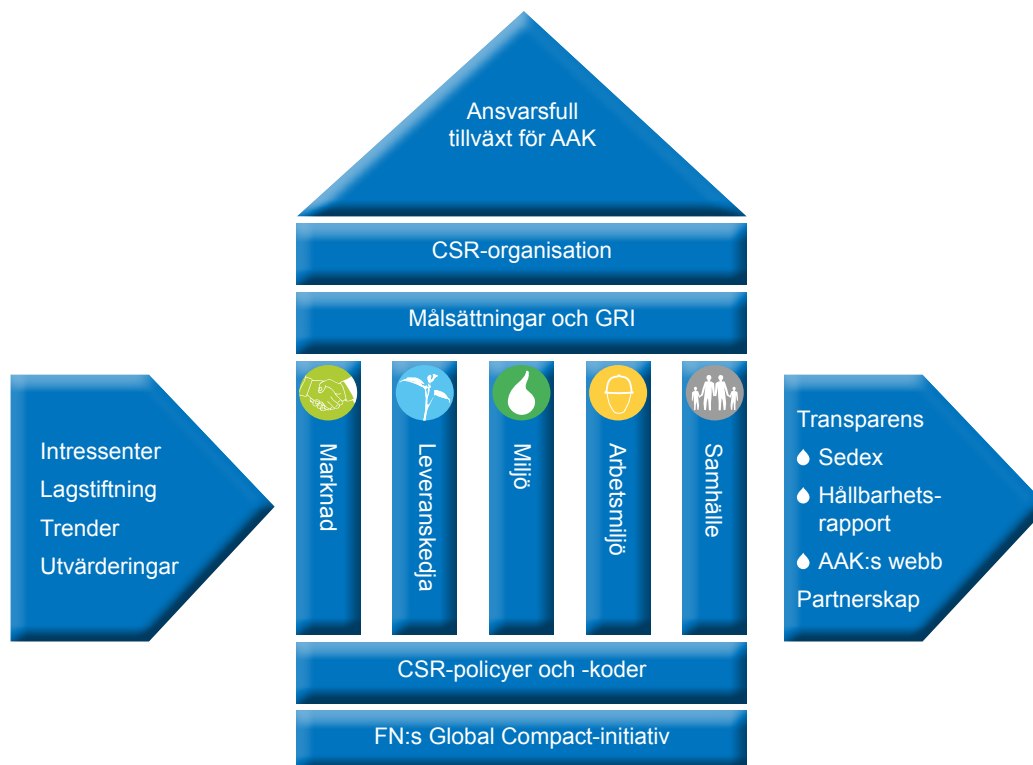 Ansvarsfull
tillväxt för AAK
CSR-organisation
Målsättningar och GRI
Intressenter
Lagstiftning
Trender
Utvärderingar
Marknad
Leveranskedja
Miljö
Arbetsmiljö
Samhälle
Transparens
Sedex
Hållbarhets-
rapport
AAK:s webb
Partnerskap
CSR-policyer och -koder
FN:s Global Compact-initiativ